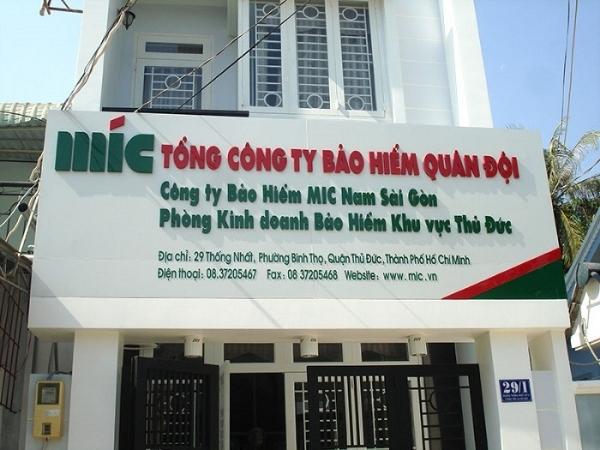 míc TỔNG CÔNG TY BẢO HIỂM QUÂN ĐỘI
Công ty Bảo Hiểm MIC Nam Sài Gòn
Phòng Kinh doanh Bảo Hiểm Khu vực Thủ Đức
Địa chỉ: 29 Thống Nhất, Phường Bình Thọ, Quận Thủ Đức, Thành Phố Hồ Chí Minh
Điện thoại: 08.37205467 Fax: 08 37205468 Website: www.mic.vn
29/1